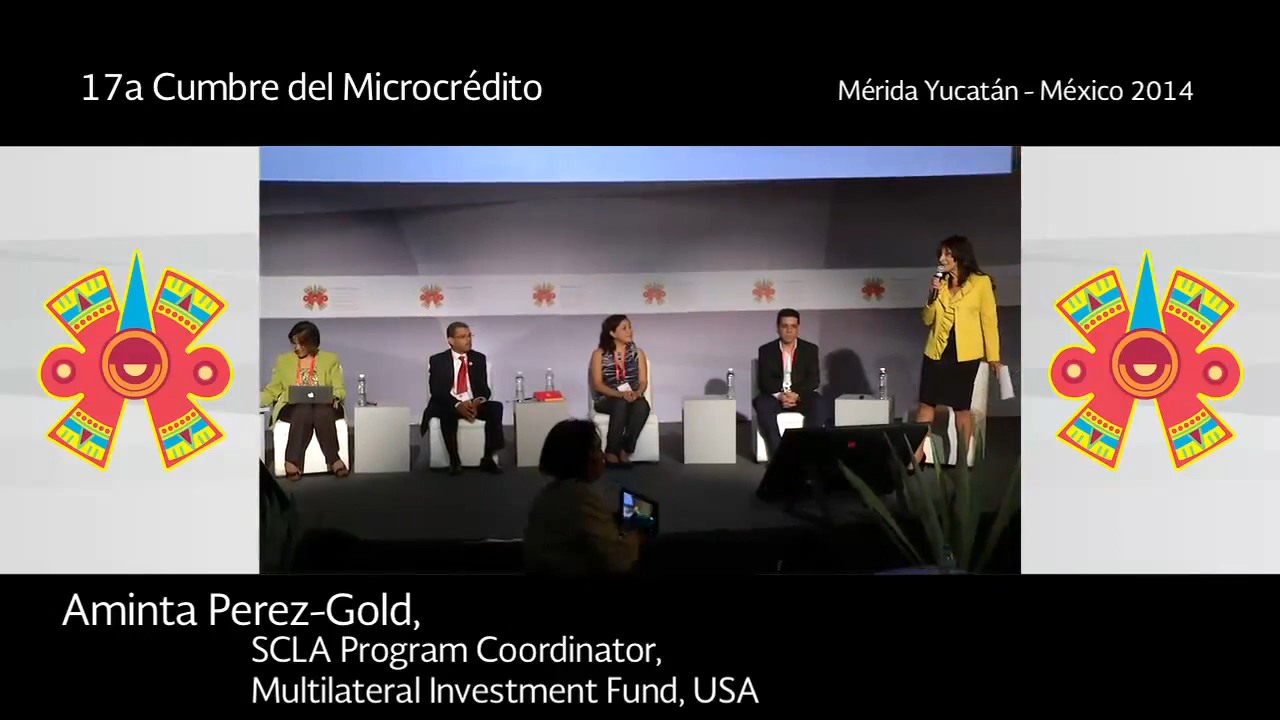 17a Cumbre del Microcrédito
Mérida Yucatán - México 2014
Aminta Perez-Gold,
SCLA Program Coordinator,
Multilateral Investment Fund, USA